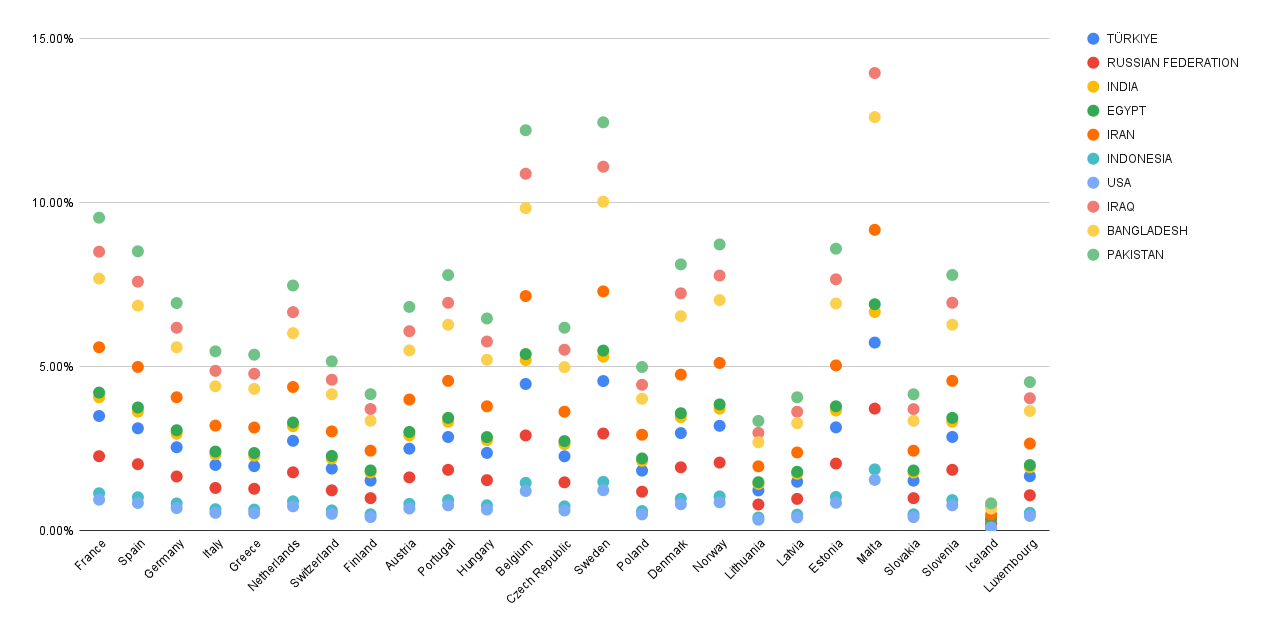 15.00%
10.00%
5.00%
0.00%
France
Spain
Germany
Italy
Greece
Netherlands
Switzerland
Finland
Austria
Portugal
Hungary
Belgium
Czech Republic
Sweden
Poland
Denmark
Norway
Lithuania
Latvia
Estonia
Malta
Slovakia
Slovenia
Iceland
Luxembourg
TÜRKIYE
RUSSIAN FEDERATION
INDIA
EGYPT
IRAN
INDONESIA
USA
IRAQ
BANGLADESH
PAKISTAN